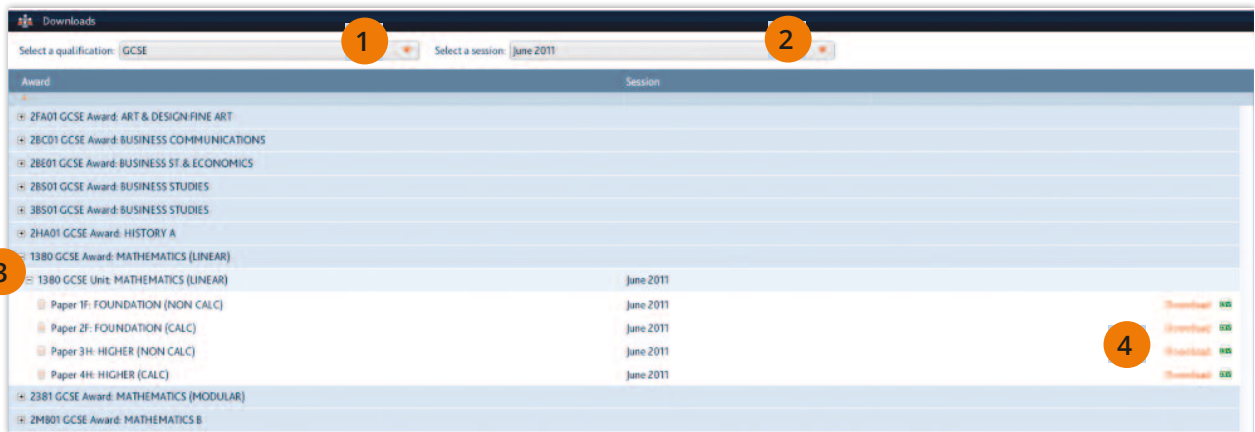 Downloads
1 2
Select a qualification: GCSE Select a session: June 2011
Award Session
2FA01 GCSE Award: ART & DESIGN:FINE ART
2BC01 GCSE Award: BUSINESS COMMUNICATIONS
2BE01 GCSE Award: BUSINESS ST.& ECONOMICS
2BS01 GCSE Award: BUSINESS STUDIES
3BS01 GCSE Award: BUSINESS STUDIES
2HA01 GCSE Award: HISTORY A
1380 GCSE Award: MATHEMATICS (LINEAR)
3
1380 GCSE Unit: MATHEMATICS (LINEAR) June 2011
Paper 1F: FOUNDATION (NON CALC) June 2011 Download
Paper 2F: FOUNDATION (CALC) June 2011 Download
4
Paper 3H: HIGHER (NON CALC) June 2011 Download
Paper 4H: HIGHER (CALC) June 2011 Download
2381 GCSE Award: MATHEMATICS (MODULAR)
2MB01 GCSE Award: MATHEMATICS B